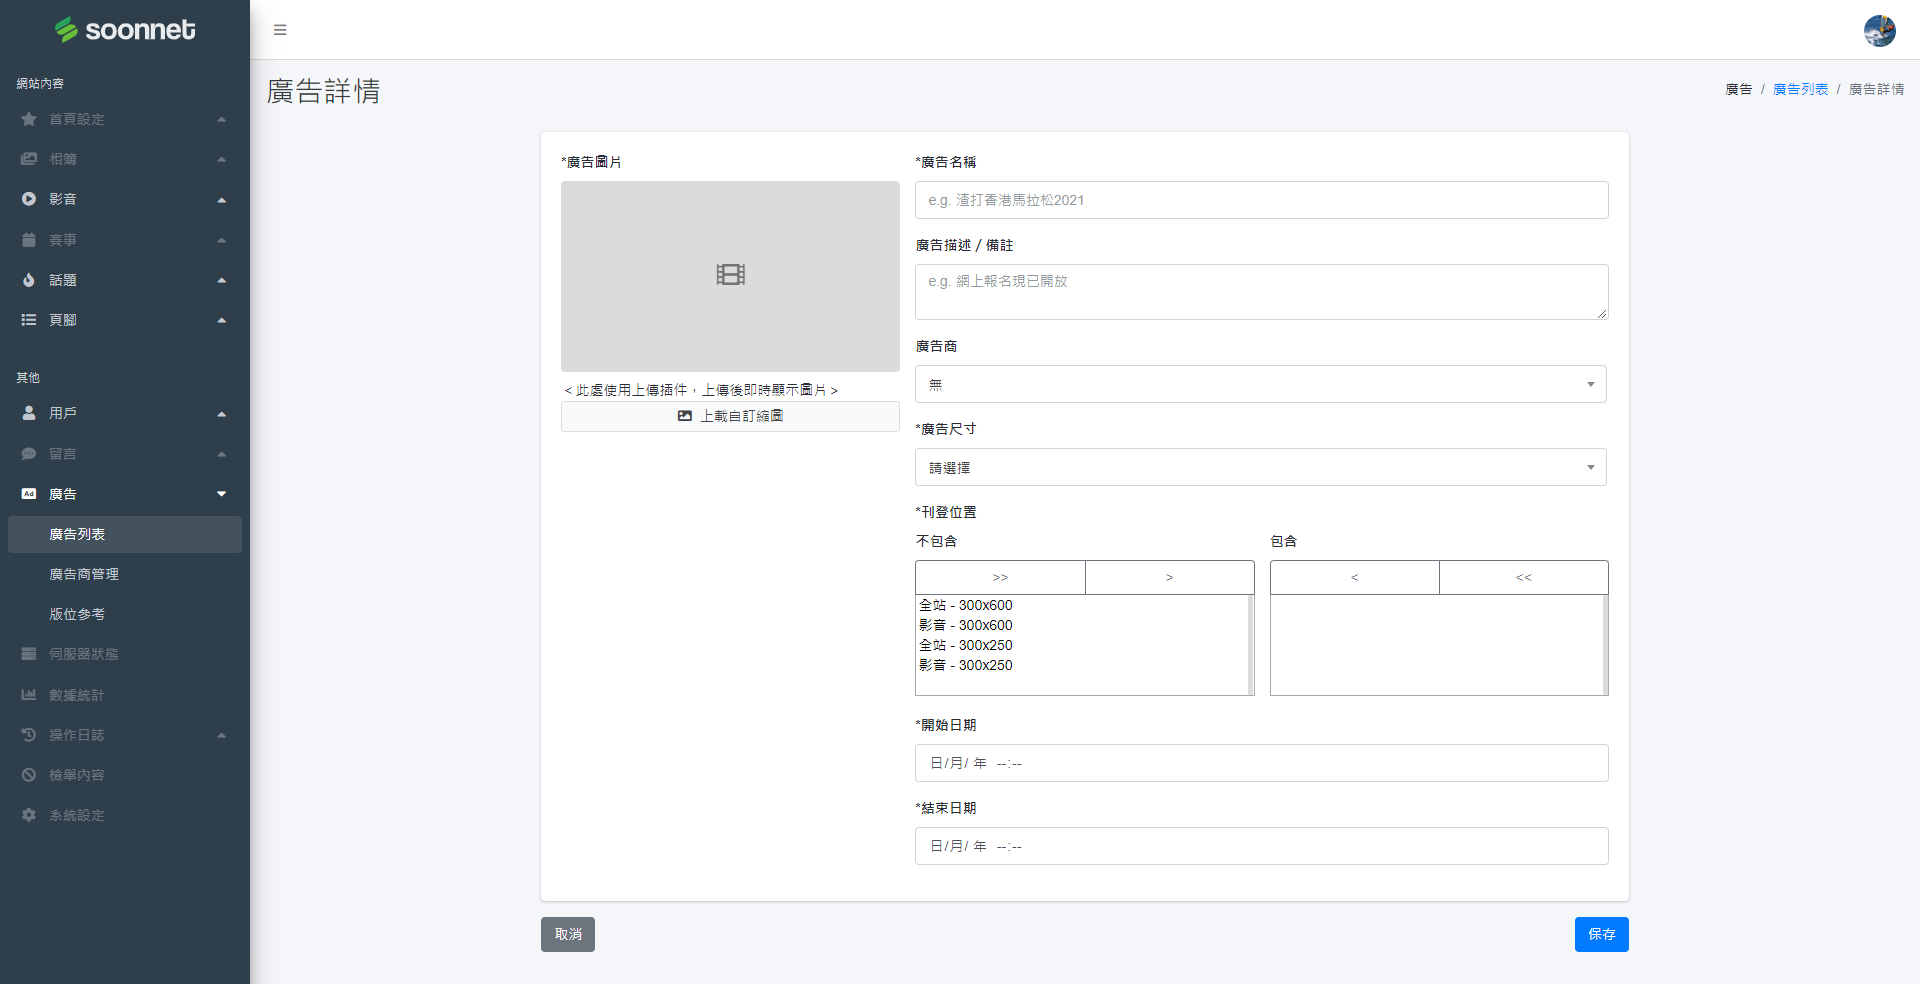 soonnet
網站內容
首頁設定
相簿
影音
賽事
話題
頁腳
其他
用戶
留言
Ad 廣告
廣告列表
廣告商管理
版位參考
伺服器狀態
數據統計
操作日誌
檢舉內容
系統設定
廣告詳情
廣告 / 廣告列表 / 廣告詳情
*廣告圖片
< 此處使用上傳插件，上傳後即時顯示圖片 >
上載自訂縮圖
*廣告名稱
e.g. 渣打香港馬拉松2021
廣告描述 / 備註
e.g. 網上報名現已開放
廣告商
無
*廣告尺寸
請選擇
*刊登位置
不包含
>> >
全站 - 300x600
影音 - 300x600
全站 - 300x250
影音 - 300x250
包含
< <<
*開始日期
日/月/ 年 --:--
*結束日期
日/月/ 年 --:--
取消
保存